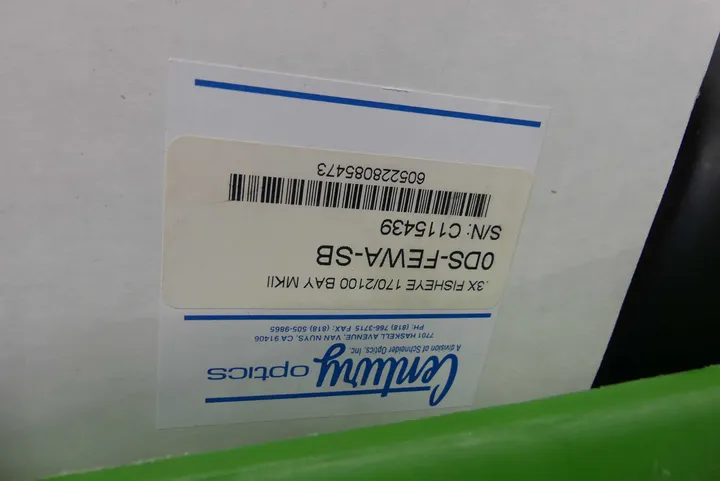 Century optics
A division of Schneider Optics, Inc.
7701 HASKELL AVENUE, VAN NUYS, CA 91406
PH: (818) 766-3715 FAX: (818) 505-9865
.3X FISHEYE 170/2100 BAY MKII
0DS-FEWA-SB
S/N: C115439
605228085473